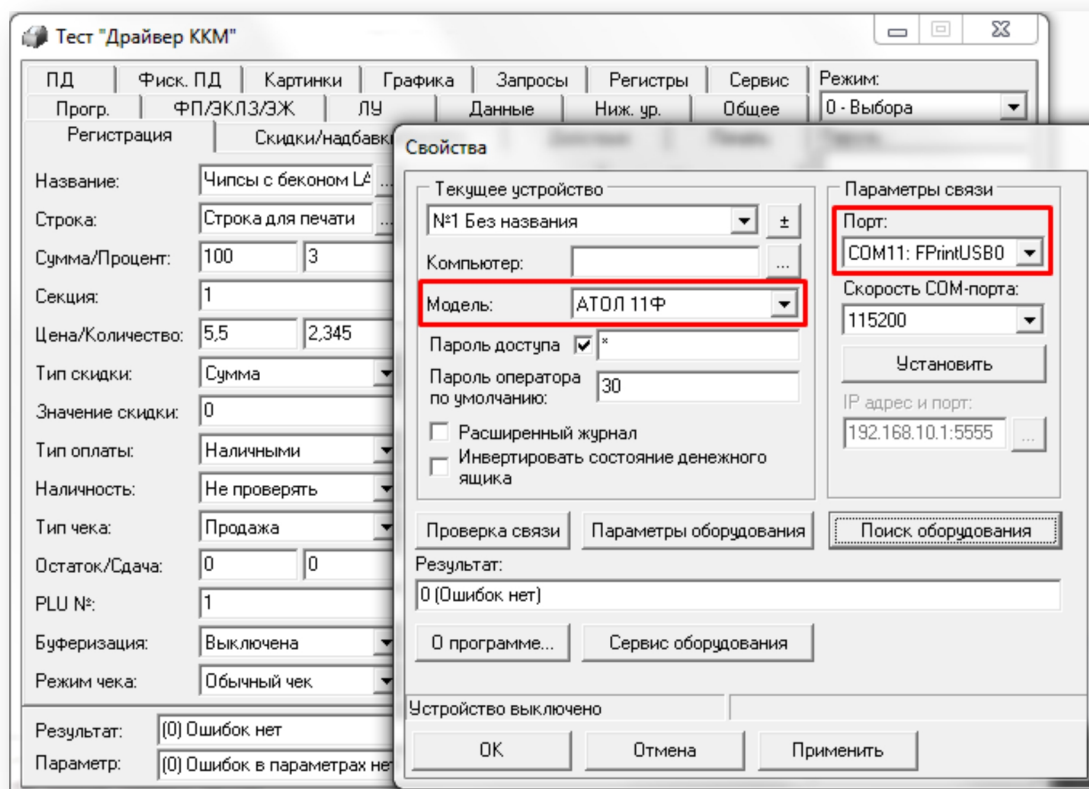 Тест "Драйвер ККМ"
ПД Фиск. ПД Картинки Графика Запросы Регистры Сервис Режим:
Прогр. ФП/ЭКЛЗ/ЭЖ ЛУ Данные Ниж. ур. Общее 0 - Выбора
Регистрация Скидки/надбавки
Название: Чипсы с беконом LA ...
Строка: Строка для печати ...
Сумма/Процент: 100 3
Секция: 1
Цена/Количество: 5,5 2,345
Тип скидки: Сумма
Значение скидки: 0
Тип оплаты: Наличными
Наличность: Не проверять
Тип чека: Продажа
Остаток/Сдача: 0 0
PLU №: 1
Буферизация: Выключена
Режим чека: Обычный чек
Результат: (0) Ошибок нет
Параметр: (0) Ошибок в параметрах нет
Свойства
Текущее устройство
№1 Без названия ±
Компьютер: ...
Модель: АТОЛ 11Ф
Пароль доступа *
Пароль оператора
по умолчанию: 30
Расширенный журнал
Инвертировать состояние денежного
ящика
Параметры связи
Порт:
COM11: FPrintUSB0
Скорость COM-порта:
115200
Установить
IP адрес и порт:
192.168.10.1:5555 ...
Проверка связи Параметры оборудования Поиск оборудования
Результат:
0 (Ошибок нет)
О программе... Сервис оборудования
Устройство выключено
OK Отмена Применить